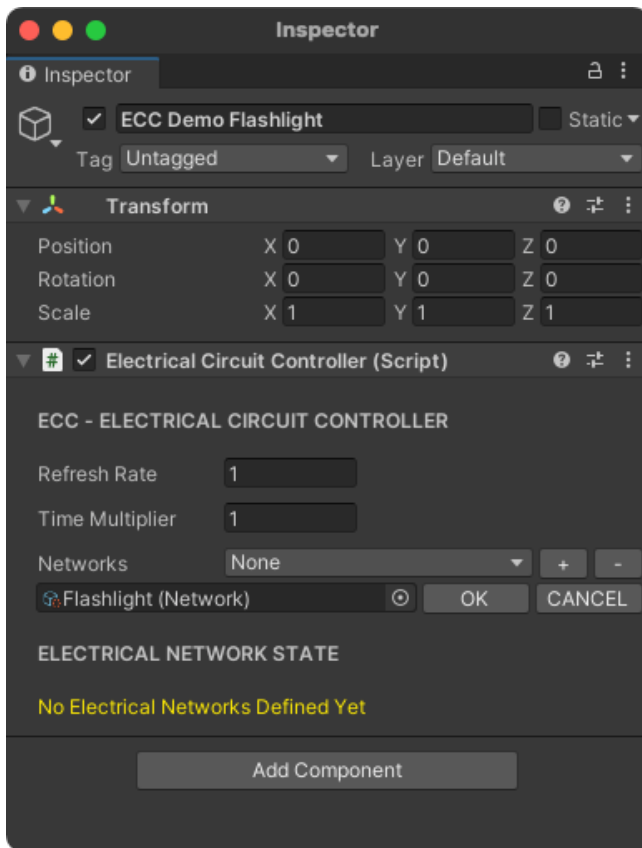 Inspector
Inspector
ECC Demo Flashlight Static
Tag Untagged Layer Default
Transform
Position X 0 Y 0 Z 0
Rotation X 0 Y 0 Z 0
Scale X 1 Y 1 Z 1
# Electrical Circuit Controller (Script)
ECC - ELECTRICAL CIRCUIT CONTROLLER
Refresh Rate 1
Time Multiplier 1
Networks None + -
Flashlight (Network) OK CANCEL
ELECTRICAL NETWORK STATE
No Electrical Networks Defined Yet
Add Component